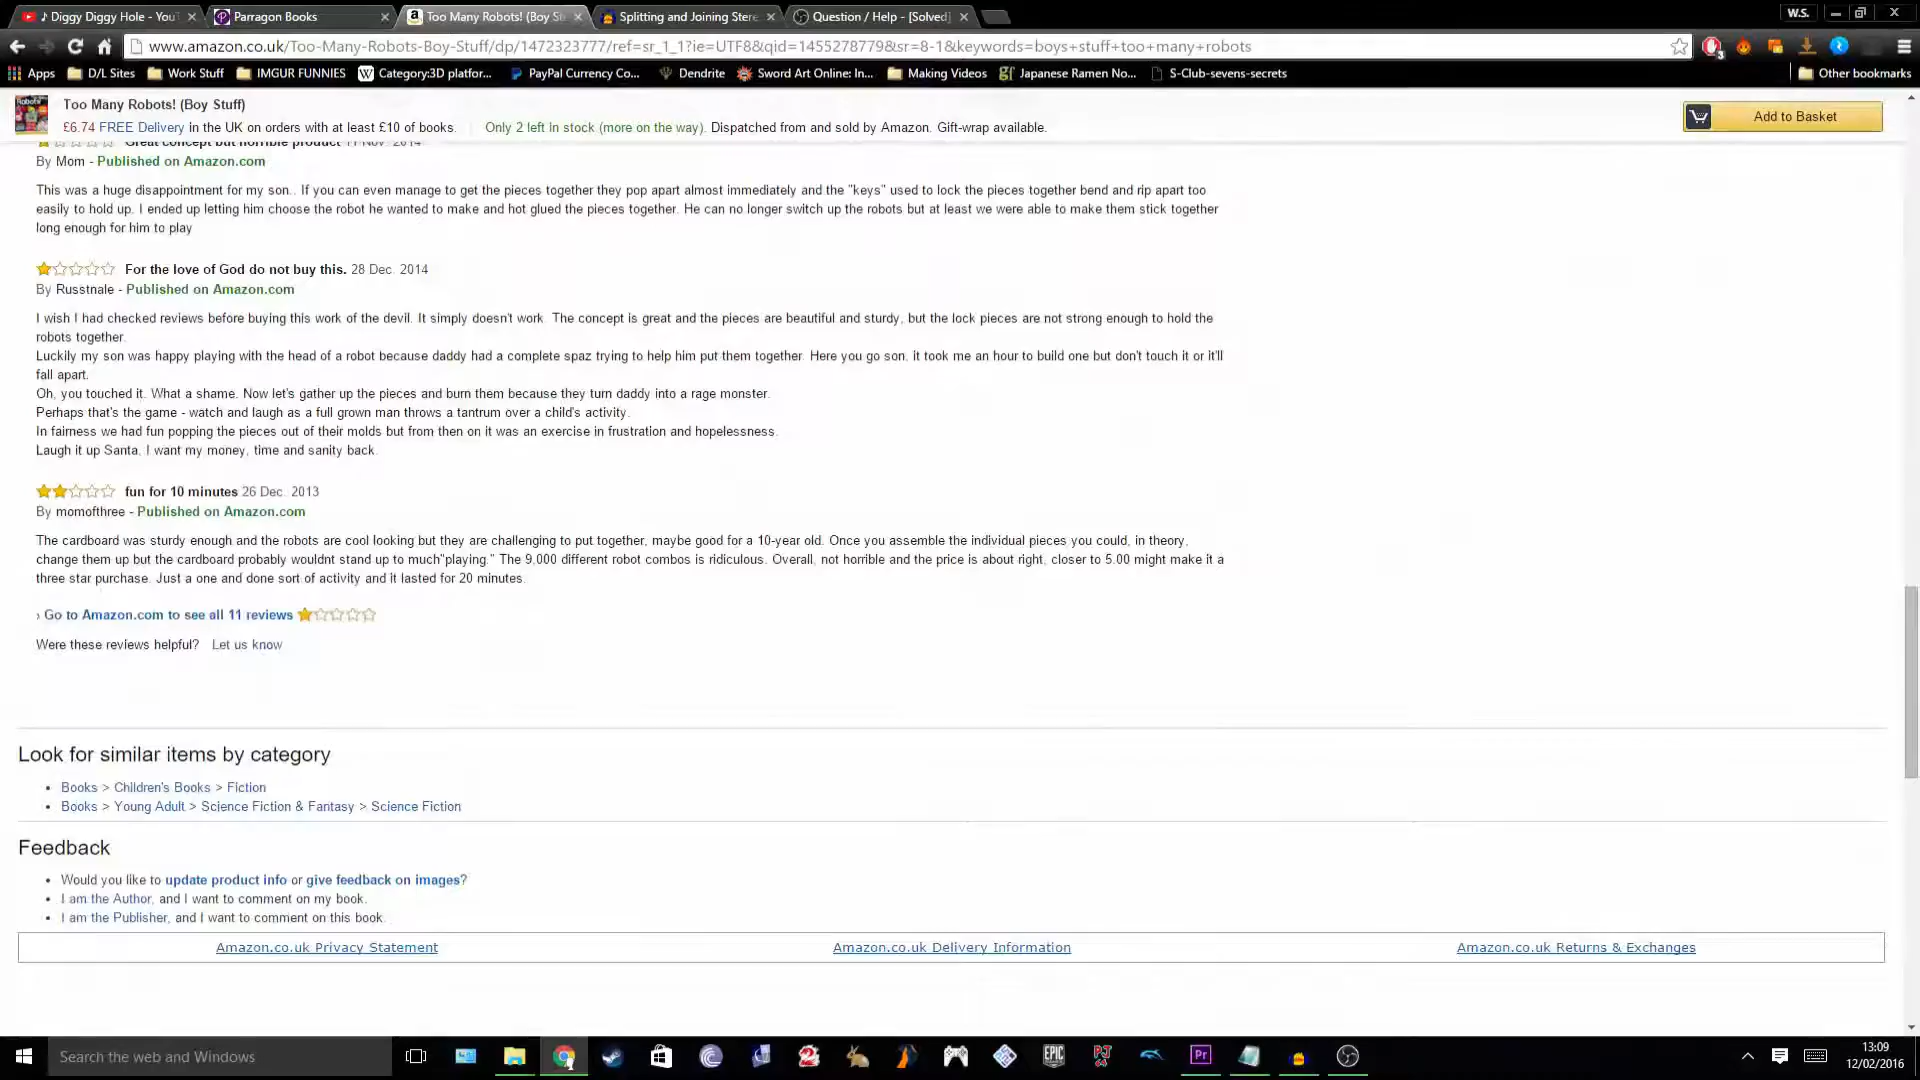 ♪ Diggy Diggy Hole - YouT
Parragon Books
Too Many Robots! (Boy St
Splitting and Joining Stere
Question / Help - [Solved]
W.S.
www.amazon.co.uk/Too-Many-Robots-Boy-Stuff/dp/1472323777/ref=sr_1_1?ie=UTF8&qid=1455278779&sr=8-1&keywords=boys+stuff+too+many+robots
Apps D/L Sites Work Stuff IMGUR FUNNIES Category:3D platfor... PayPal Currency Co... Dendrite Sword Art Online: In... Making Videos Japanese Ramen No... S-Club-sevens-secrets Other bookmarks
Too Many Robots! (Boy Stuff)
£6.74 FREE Delivery in the UK on orders with at least £10 of books. Only 2 left in stock (more on the way). Dispatched from and sold by Amazon. Gift-wrap available.
Add to Basket
Great concept but horrible product 11 Nov. 2014
By Mom - Published on Amazon.com
This was a huge disappointment for my son.. If you can even manage to get the pieces together they pop apart almost immediately and the "keys" used to lock the pieces together bend and rip apart too
easily to hold up. I ended up letting him choose the robot he wanted to make and hot glued the pieces together. He can no longer switch up the robots but at least we were able to make them stick together
long enough for him to play
For the love of God do not buy this. 28 Dec. 2014
By Russtnale - Published on Amazon.com
I wish I had checked reviews before buying this work of the devil. It simply doesn't work. The concept is great and the pieces are beautiful and sturdy, but the lock pieces are not strong enough to hold the
robots together.
Luckily my son was happy playing with the head of a robot because daddy had a complete spaz trying to help him put them together. Here you go son, it took me an hour to build one but don't touch it or it'll
fall apart.
Oh, you touched it. What a shame. Now let's gather up the pieces and burn them because they turn daddy into a rage monster.
Perhaps that's the game - watch and laugh as a full grown man throws a tantrum over a child's activity.
In fairness we had fun popping the pieces out of their molds but from then on it was an exercise in frustration and hopelessness.
Laugh it up Santa, I want my money, time and sanity back.
fun for 10 minutes 26 Dec. 2013
By momofthree - Published on Amazon.com
The cardboard was sturdy enough and the robots are cool looking but they are challenging to put together, maybe good for a 10-year old. Once you assemble the individual pieces you could, in theory,
change them up but the cardboard probably wouldnt stand up to much"playing." The 9,000 different robot combos is ridiculous. Overall, not horrible and the price is about right, closer to 5.00 might make it a
three star purchase. Just a one and done sort of activity and it lasted for 20 minutes.
› Go to Amazon.com to see all 11 reviews
Were these reviews helpful? Let us know
Look for similar items by category
• Books > Children's Books > Fiction
• Books > Young Adult > Science Fiction & Fantasy > Science Fiction
Feedback
• Would you like to update product info or give feedback on images?
• I am the Author, and I want to comment on my book.
• I am the Publisher, and I want to comment on this book.
Amazon.co.uk Privacy Statement
Amazon.co.uk Delivery Information
Amazon.co.uk Returns & Exchanges
Search the web and Windows
EPIC
Pr
13:09
12/02/2016